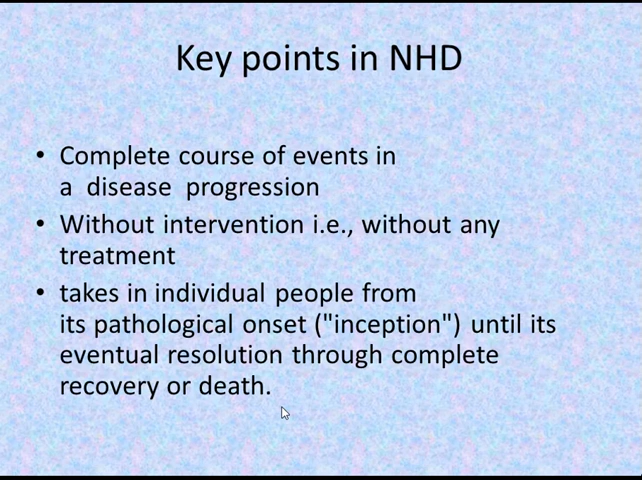 Key points in NHD
• Complete course of events in
a disease progression
• Without intervention i.e., without any
treatment
• takes in individual people from
its pathological onset ("inception") until its
eventual resolution through complete
recovery or death.